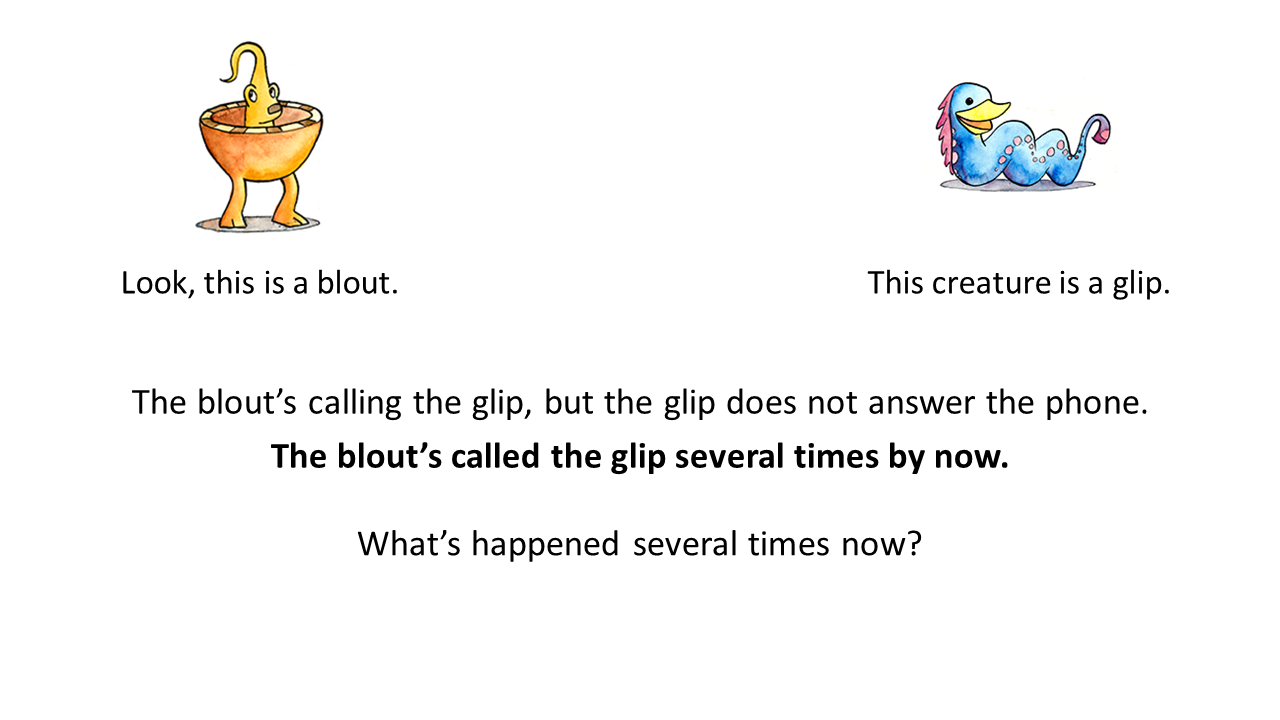 Look, this is a blout.
This creature is a glip.
The blout’s calling the glip, but the glip does not answer the phone.
The blout’s called the glip several times by now.
What’s happened several times now?